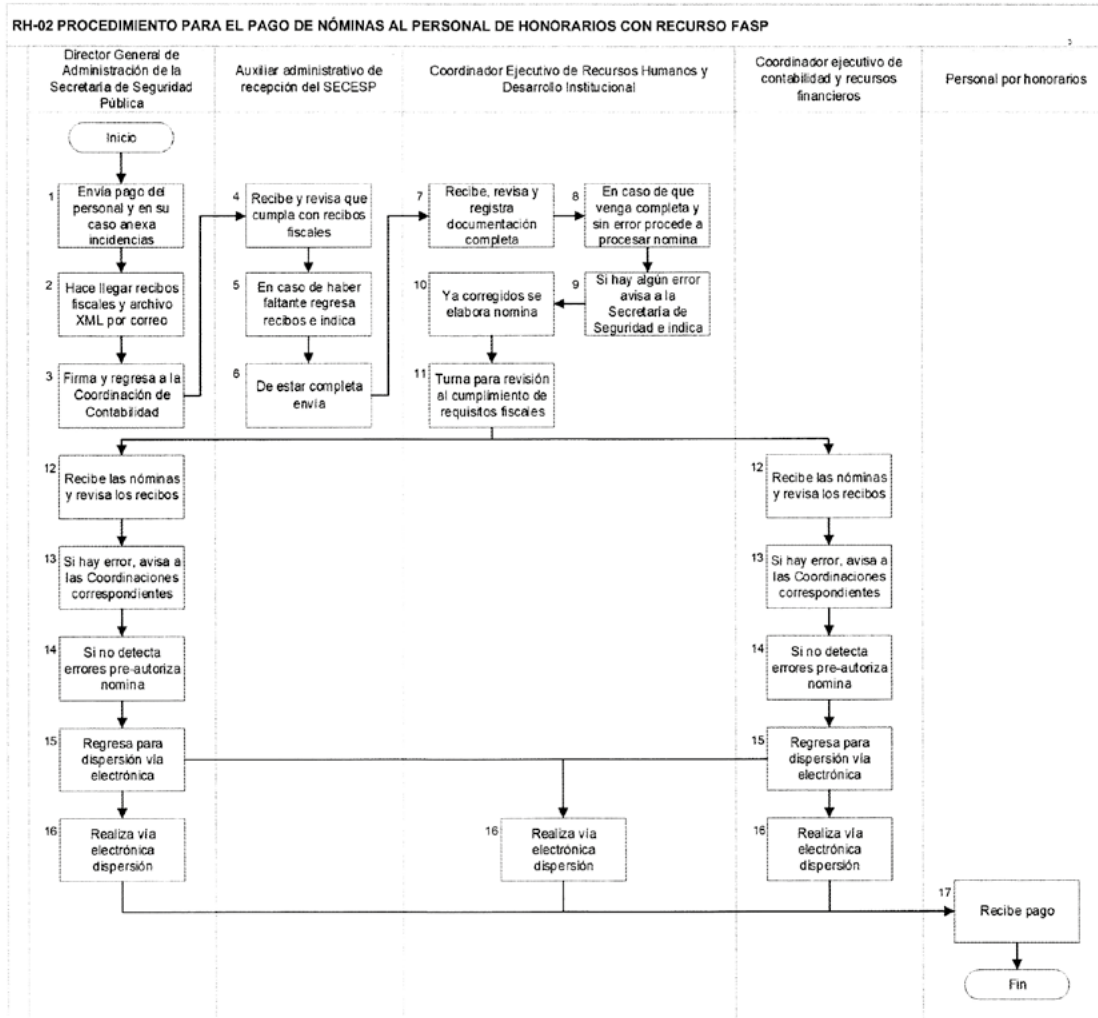 RH-02 PROCEDIMIENTO PARA EL PAGO DE NÓMINAS AL PERSONAL DE HONORARIOS CON RECURSO FASP
Director General de
Administración de la
Secretaría de Seguridad
Pública
Auxiliar administrativo de
recepción del SECESP
Coordinador Ejecutivo de Recursos Humanos y
Desarrollo Institucional
Coordinador ejecutivo de
contabilidad y recursos
financieros
Personal por honorarios
Inicio
1
Envía pago del
personal y en su
caso anexa
incidencias
4
Recibe y revisa que
cumpla con recibos
fiscales
7
Recibe, revisa y
registra
documentación
completa
8
En caso de que
venga completa y
sin error procede a
procesar nomina
2
Hace llegar recibos
fiscales y archivo
XML por correo
5
En caso de haber
faltante regresa
recibos e indica
10
Ya corregidos se
elabora nomina
9
Si hay algún error
avisa a la
Secretaría de
Seguridad e indica
3
Firma y regresa a la
Coordinación de
Contabilidad
6
De estar completa
envía
11
Turna para revisión
al cumplimiento de
requisitos fiscales
12
Recibe las nóminas
y revisa los recibos
12
Recibe las nóminas
y revisa los recibos
13
Si hay error, avisa a
las Coordinaciones
correspondientes
13
Si hay error, avisa a
las Coordinaciones
correspondientes
14
Si no detecta
errores pre-autoriza
nomina
14
Si no detecta
errores pre-autoriza
nomina
15
Regresa para
dispersión vía
electrónica
15
Regresa para
dispersión vía
electrónica
16
Realiza vía
electrónica
dispersión
16
Realiza vía
electrónica
dispersión
16
Realiza vía
electrónica
dispersión
17
Recibe pago
Fin